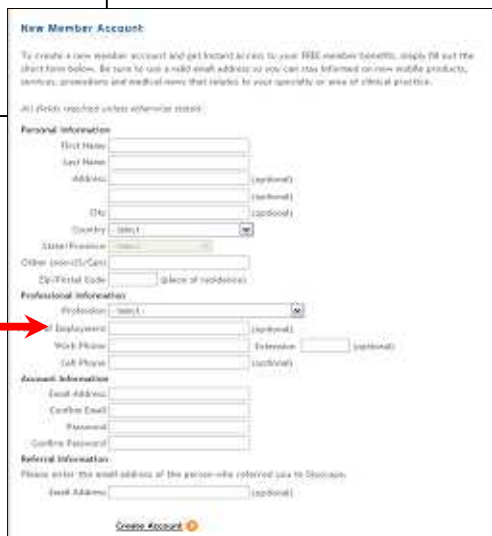 New Member Account
To create a new member account and get instant access to your FREE member benefits, simply fill out the
short form below. Be sure to use a valid email address so you can stay informed on new mobile products,
services, promotions and medical news that relates to your specialty or area of clinical practice.
All fields required unless otherwise stated.
Personal Information
First Name
Last Name
Address (optional)
(optional)
City
Country - Select -
State/Province - Select -
Other (non-US/Can)
Zip/Postal Code (place of residence)
Professional Information
Profession - Select -
of Employment (optional)
Work Phone Extension (optional)
Cell Phone (optional)
Account Information
Email Address
Confirm Email
Password
Confirm Password
Referral Information
Please enter the email address of the person who referred you to Skyscape.
Email Address (optional)
Create Account